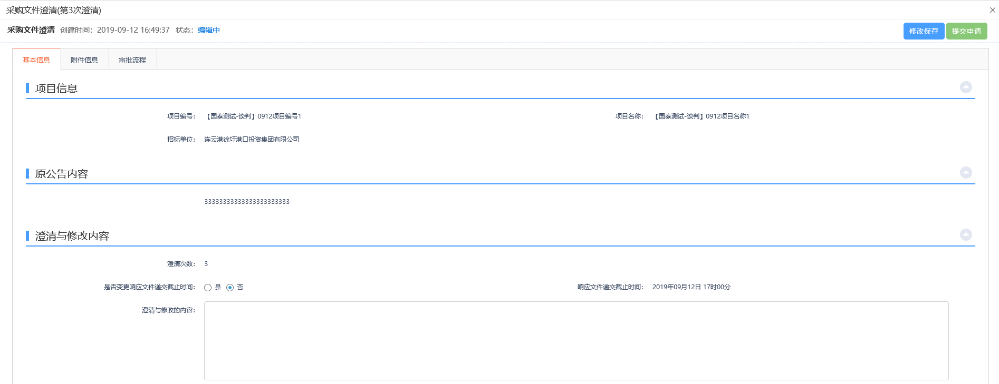 采购文件澄清(第3次澄清)
采购文件澄清 创建时间：2019-09-12 16:49:37 状态：编辑中 修改保存 提交申请
基本信息 附件信息 审批流程
项目信息
项目编号： 【国泰测试-谈判】0912项目编号1 项目名称： 【国泰测试-谈判】0912项目名称1
招标单位： 连云港徐圩港口投资集团有限公司
原公告内容
33333333333333333333333
澄清与修改内容
澄清次数： 3
是否变更响应文件递交截止时间： 是 否 响应文件递交截止时间： 2019年09月12日 17时00分
澄清与修改的内容：